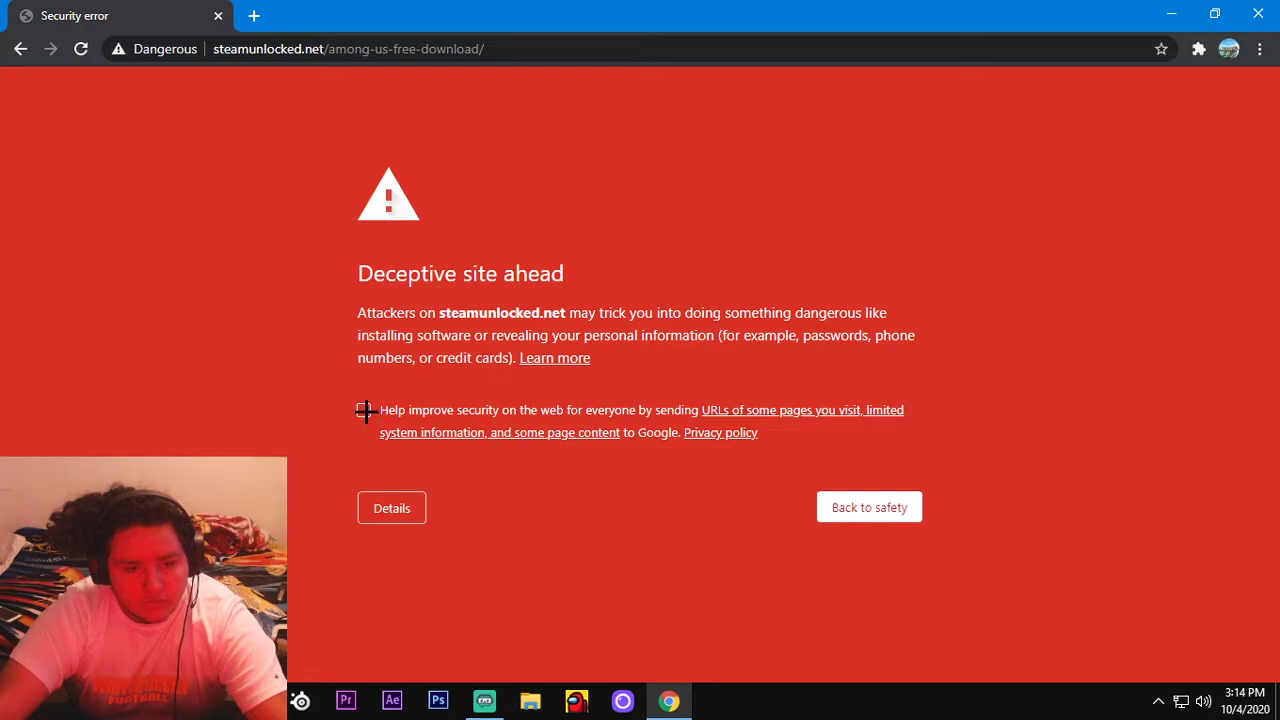 Security error
Dangerous
steamunlocked.net/among-us-free-download/
Deceptive site ahead
Attackers on steamunlocked.net may trick you into doing something dangerous like
installing software or revealing your personal information (for example, passwords, phone
numbers, or credit cards). Learn more
Help improve security on the web for everyone by sending URLs of some pages you visit, limited
system information, and some page content to Google. Privacy policy
Details
Back to safety
FOOTBALL
Pr
Ae
Ps
3:14 PM
10/4/2020